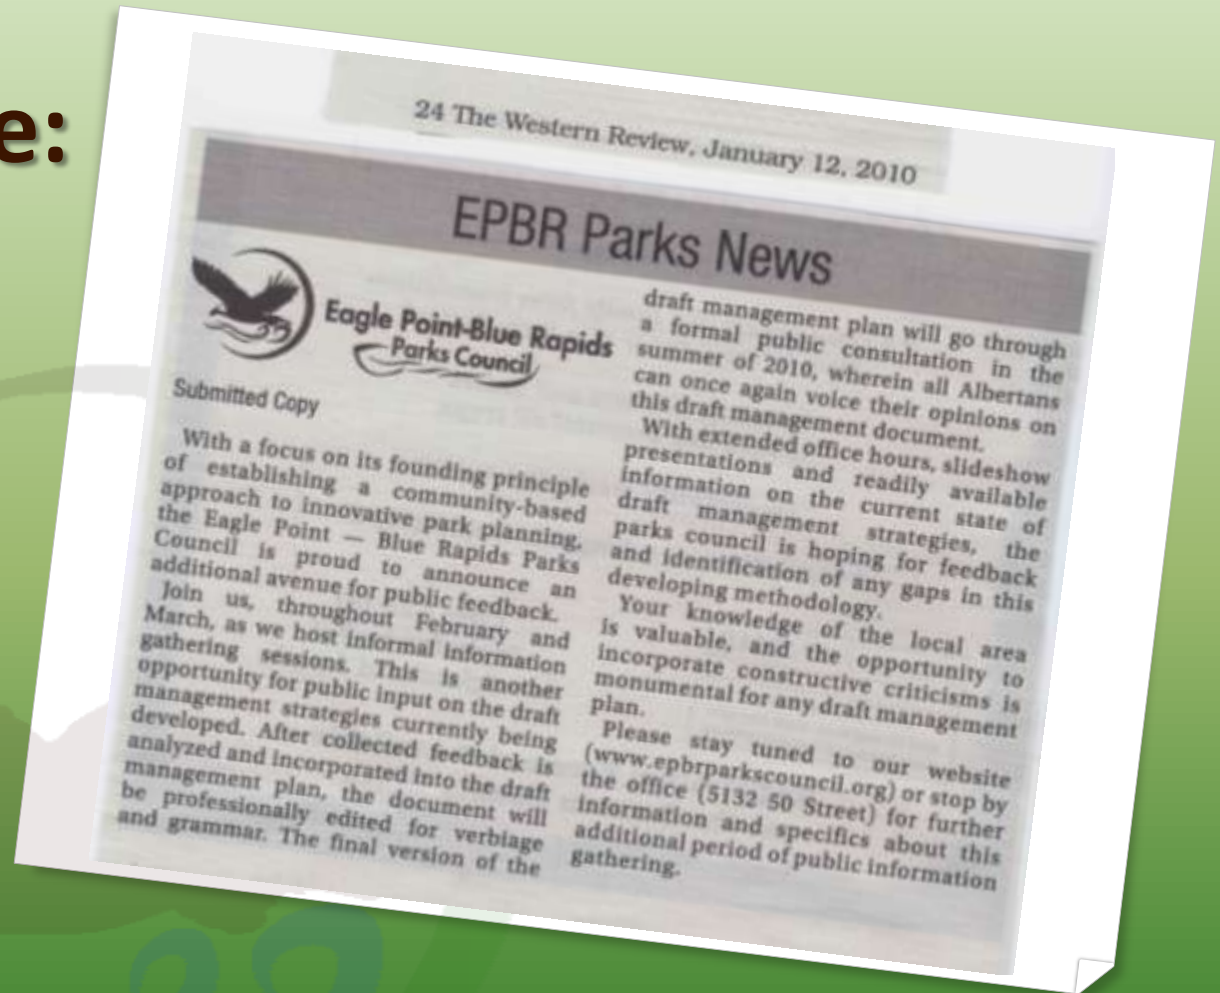 e:
24 The Western Review, January 12, 2010
EPBR Parks News
Eagle Point-Blue Rapids
Parks Council
Submitted Copy
With a focus on its founding principle
of establishing a community-based
approach to innovative park planning,
the Eagle Point — Blue Rapids Parks
Council is proud to announce an
additional avenue for public feedback.
Join us, throughout February and
March, as we host informal information
gathering sessions. This is another
opportunity for public input on the draft
management strategies currently being
developed. After collected feedback is
analyzed and incorporated into the draft
management plan, the document will
be professionally edited for verbiage
and grammar. The final version of the
draft management plan will go through
a formal public consultation in the
summer of 2010, wherein all Albertans
can once again voice their opinions on
this draft management document.
With extended office hours, slideshow
presentations and readily available
information on the current state of
draft management strategies, the
parks council is hoping for feedback
and identification of any gaps in this
developing methodology.
Your knowledge of the local area
is valuable, and the opportunity to
incorporate constructive criticisms is
monumental for any draft management
plan.
Please stay tuned to our website
(www.epbrparkscouncil.org) or stop by
the office (5132 50 Street) for further
information and specifics about this
additional period of public information
gathering.